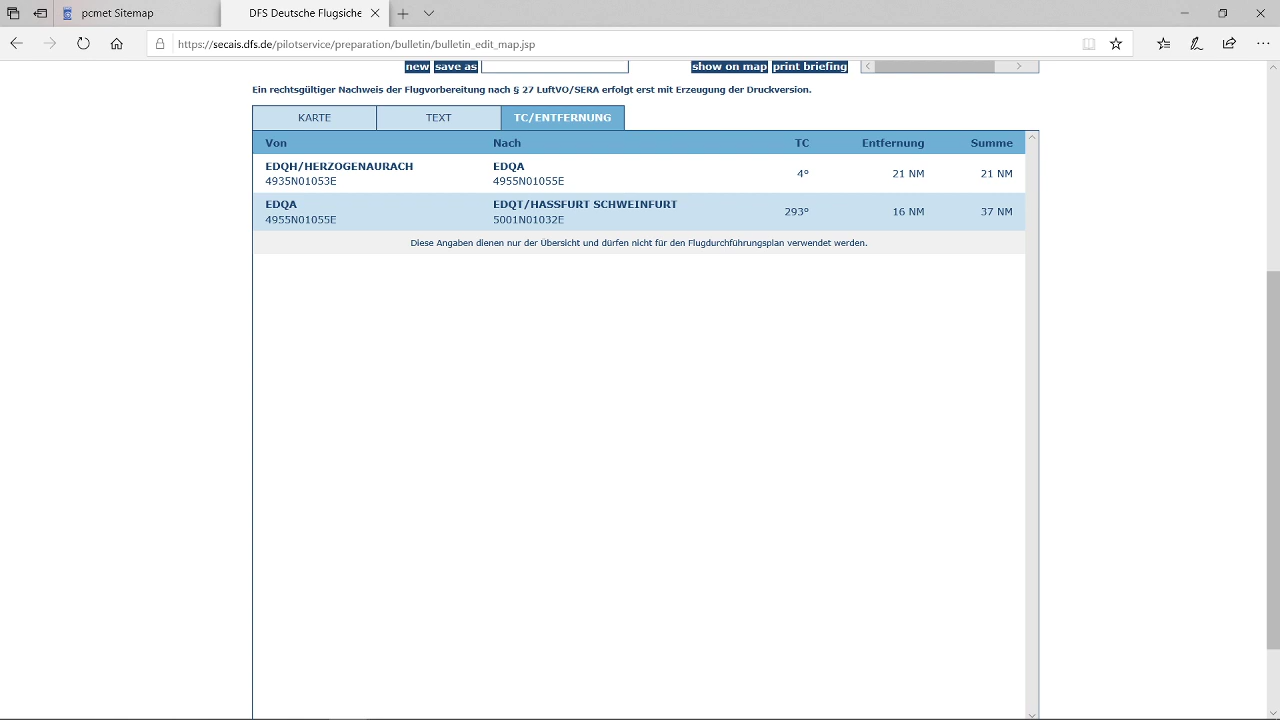 pcmet Sitemap
DFS Deutsche Flugsiche
https://secais.dfs.de/pilotservice/preparation/bulletin/bulletin_edit_map.jsp
new save as show on map print briefing
Ein rechtsgültiger Nachweis der Flugvorbereitung nach § 27 LuftVO/SERA erfolgt erst mit Erzeugung der Druckversion.
KARTE TEXT TC/ENTFERNUNG
Von Nach TC Entfernung Summe
EDQH/HERZOGENAURACH EDQA
4935N01053E 4955N01055E 4° 21 NM 21 NM
EDQA EDQT/HASSFURT SCHWEINFURT
4955N01055E 5001N01032E 293° 16 NM 37 NM
Diese Angaben dienen nur der Übersicht und dürfen nicht für den Flugdurchführungsplan verwendet werden.